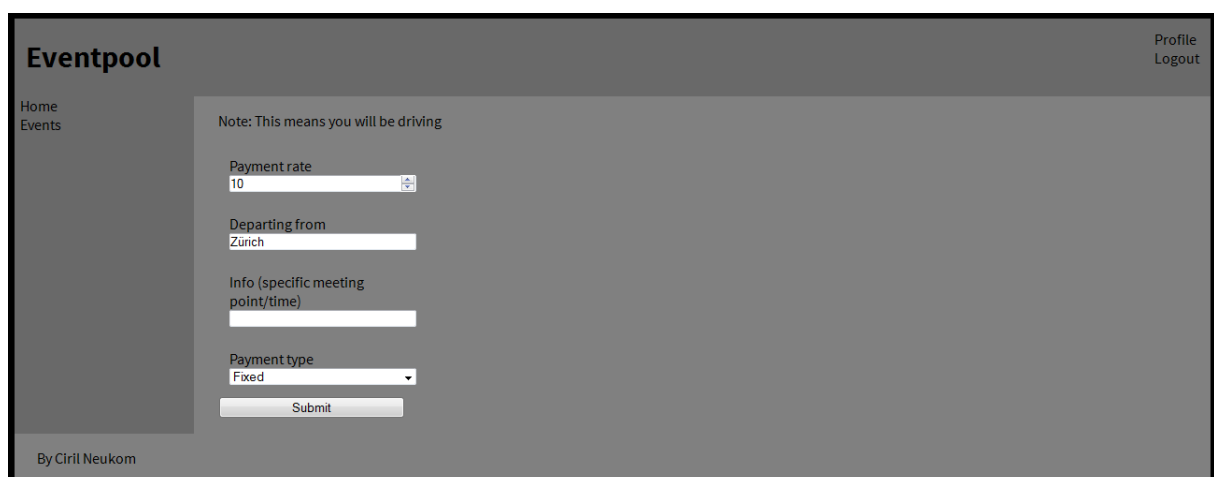 Eventpool
Profile
Logout
Home
Events
Note: This means you will be driving
Payment rate
10
Departing from
Zürich
Info (specific meeting
point/time)
Payment type
Fixed
Submit
By Ciril Neukom